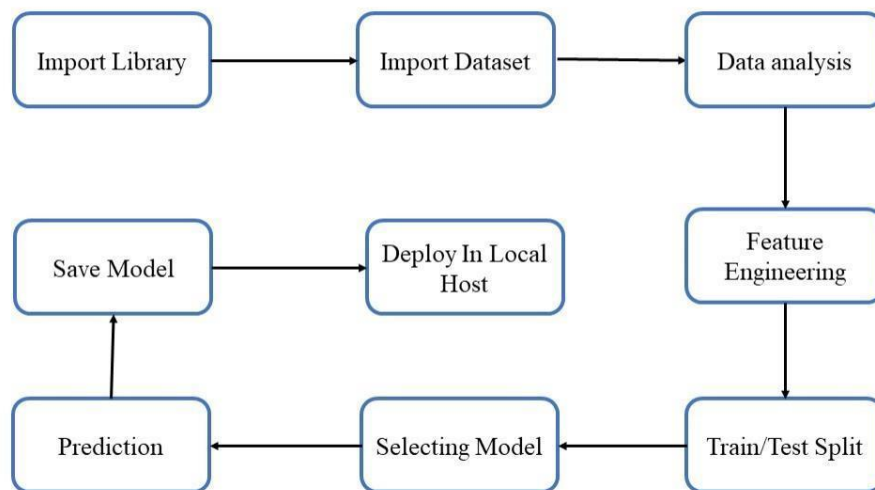 Import Library
Import Dataset
Data analysis
Save Model
Deploy In Local
Host
Feature
Engineering
Prediction
Selecting Model
Train/Test Split